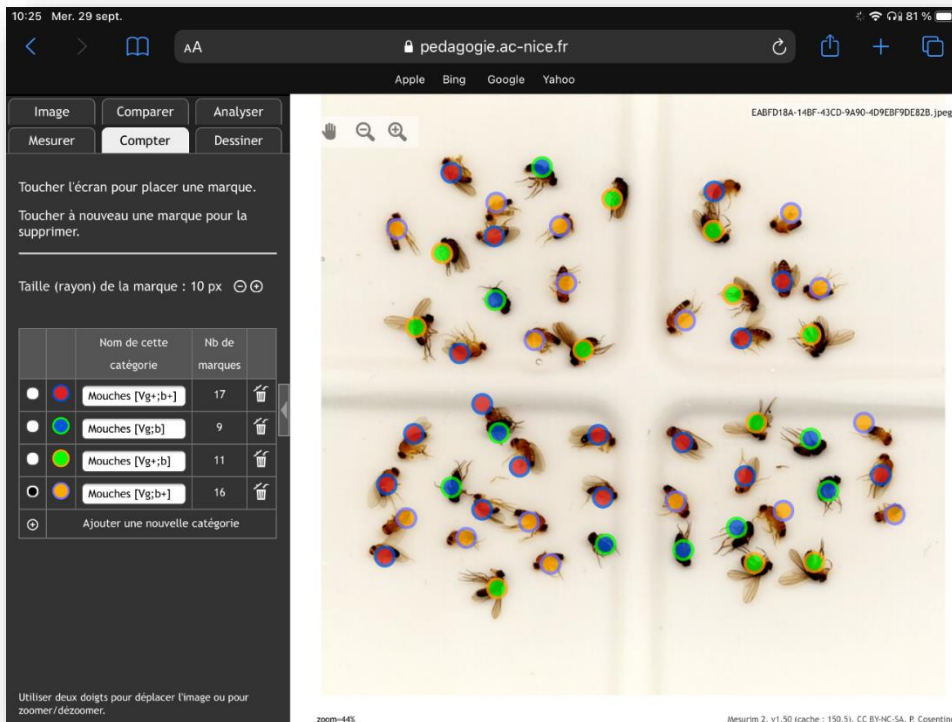 10:25 Mer. 29 sept.
81 %
AA
pedagogie.ac-nice.fr
Apple Bing Google Yahoo
Image Comparer Analyser
Mesurer Compter Dessiner
EABFD18A-14BF-43CD-9A90-4D9EBF9DE82B.jpeg
Toucher l'écran pour placer une marque.
Toucher à nouveau une marque pour la
supprimer.
Taille (rayon) de la marque : 10 px
Nom de cette
catégorie
Nb de
marques
Mouches [Vg+;b+] 17
Mouches [Vg;b] 9
Mouches [Vg+;b] 11
Mouches [Vg;b+] 16
Ajouter une nouvelle catégorie
Utiliser deux doigts pour déplacer l'image ou pour
zoomer/dézoomer.
zoom=44%
Mesurim 2, v1.50 (cache : 150.5), CC BY-NC-SA, P. Cosentino